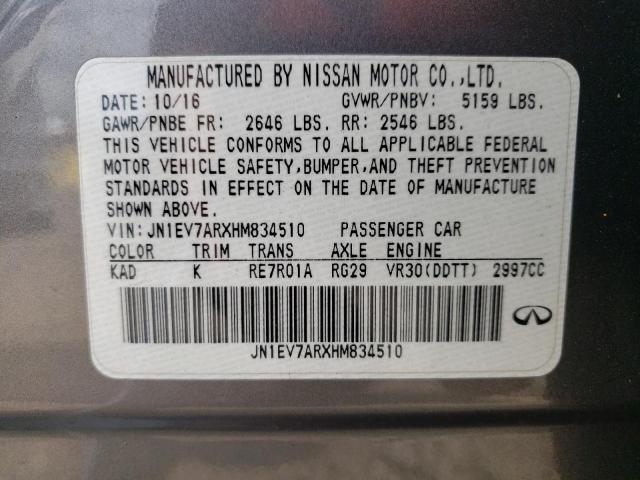 MANUFACTURED BY NISSAN MOTOR CO.,LTD.
DATE: 10/16 GVWR/PNBV: 5159 LBS.
GAWR/PNBE FR: 2646 LBS. RR: 2546 LBS.
THIS VEHICLE CONFORMS TO ALL APPLICABLE FEDERAL
MOTOR VEHICLE SAFETY,BUMPER,AND THEFT PREVENTION
STANDARDS IN EFFECT ON THE DATE OF MANUFACTURE
SHOWN ABOVE.
VIN:JN1EV7ARXHM834510 PASSENGER CAR
COLOR TRIM TRANS AXLE ENGINE
KAD K RE7R01A RG29 VR30(DDTT) 2997CC
JN1EV7ARXHM834510